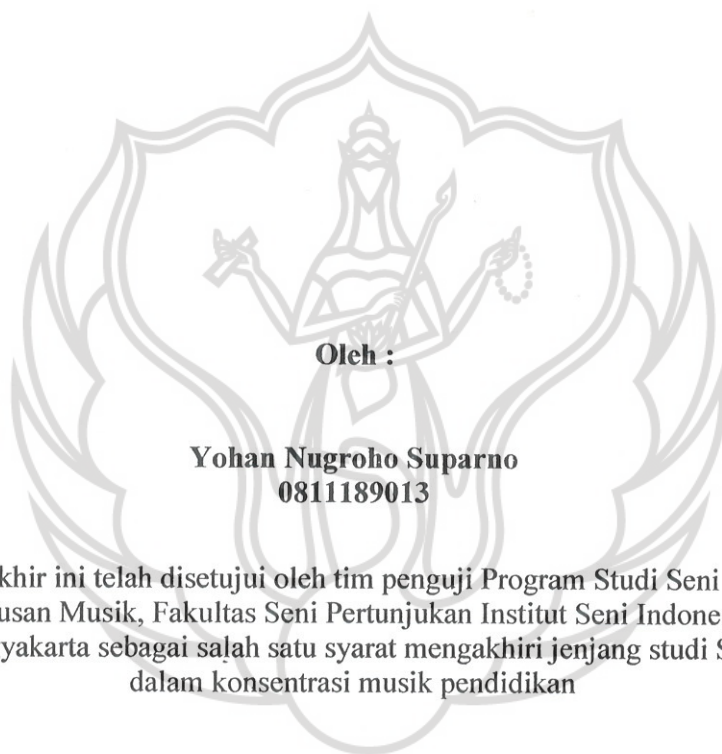 Oleh :
Yohan Nugroho Suparno
0811189013
khir ini telah disetujui oleh tim penguji Program Studi Seni
usan Musik, Fakultas Seni Pertunjukan Institut Seni Indone
yakarta sebagai salah satu syarat mengakhiri jenjang studi S
dalam konsentrasi musik pendidikan